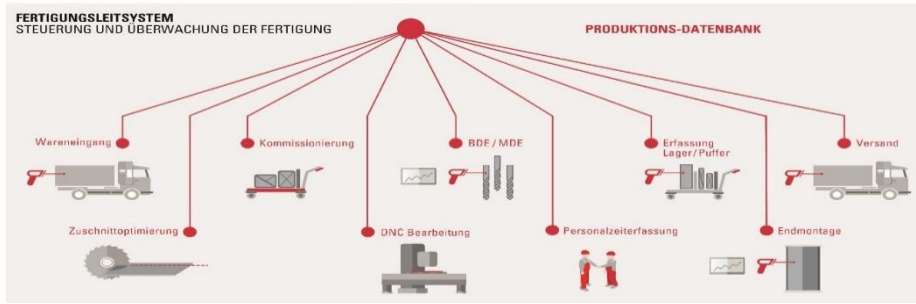 FERTIGUNGSLEITSYSTEM
STEUERUNG UND ÜBERWACHUNG DER FERTIGUNG
PRODUKTIONS-DATENBANK
Wareneingang
Kommissionierung
BDE / MDE
Erfassung
Lager/Puffer
Versand
Zuschnittoptimierung
DNC Bearbeitung
Personalzeiterfassung
Endmontage